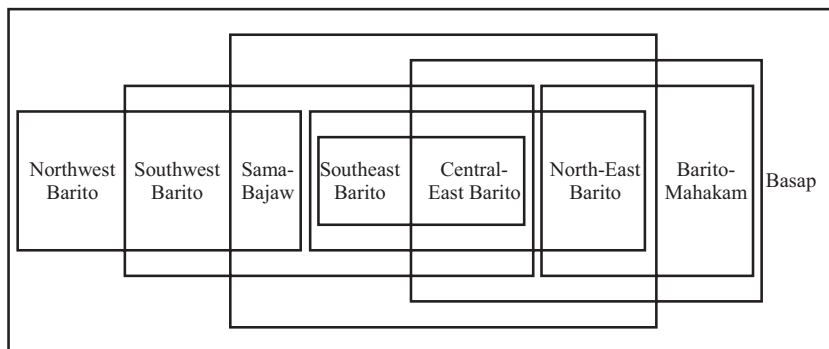 Northwest Barito
Southwest Barito
Sama-
Bajaw
Southeast Barito
Central-
East Barito
North-East Barito
Barito-
Mahakam
Basap